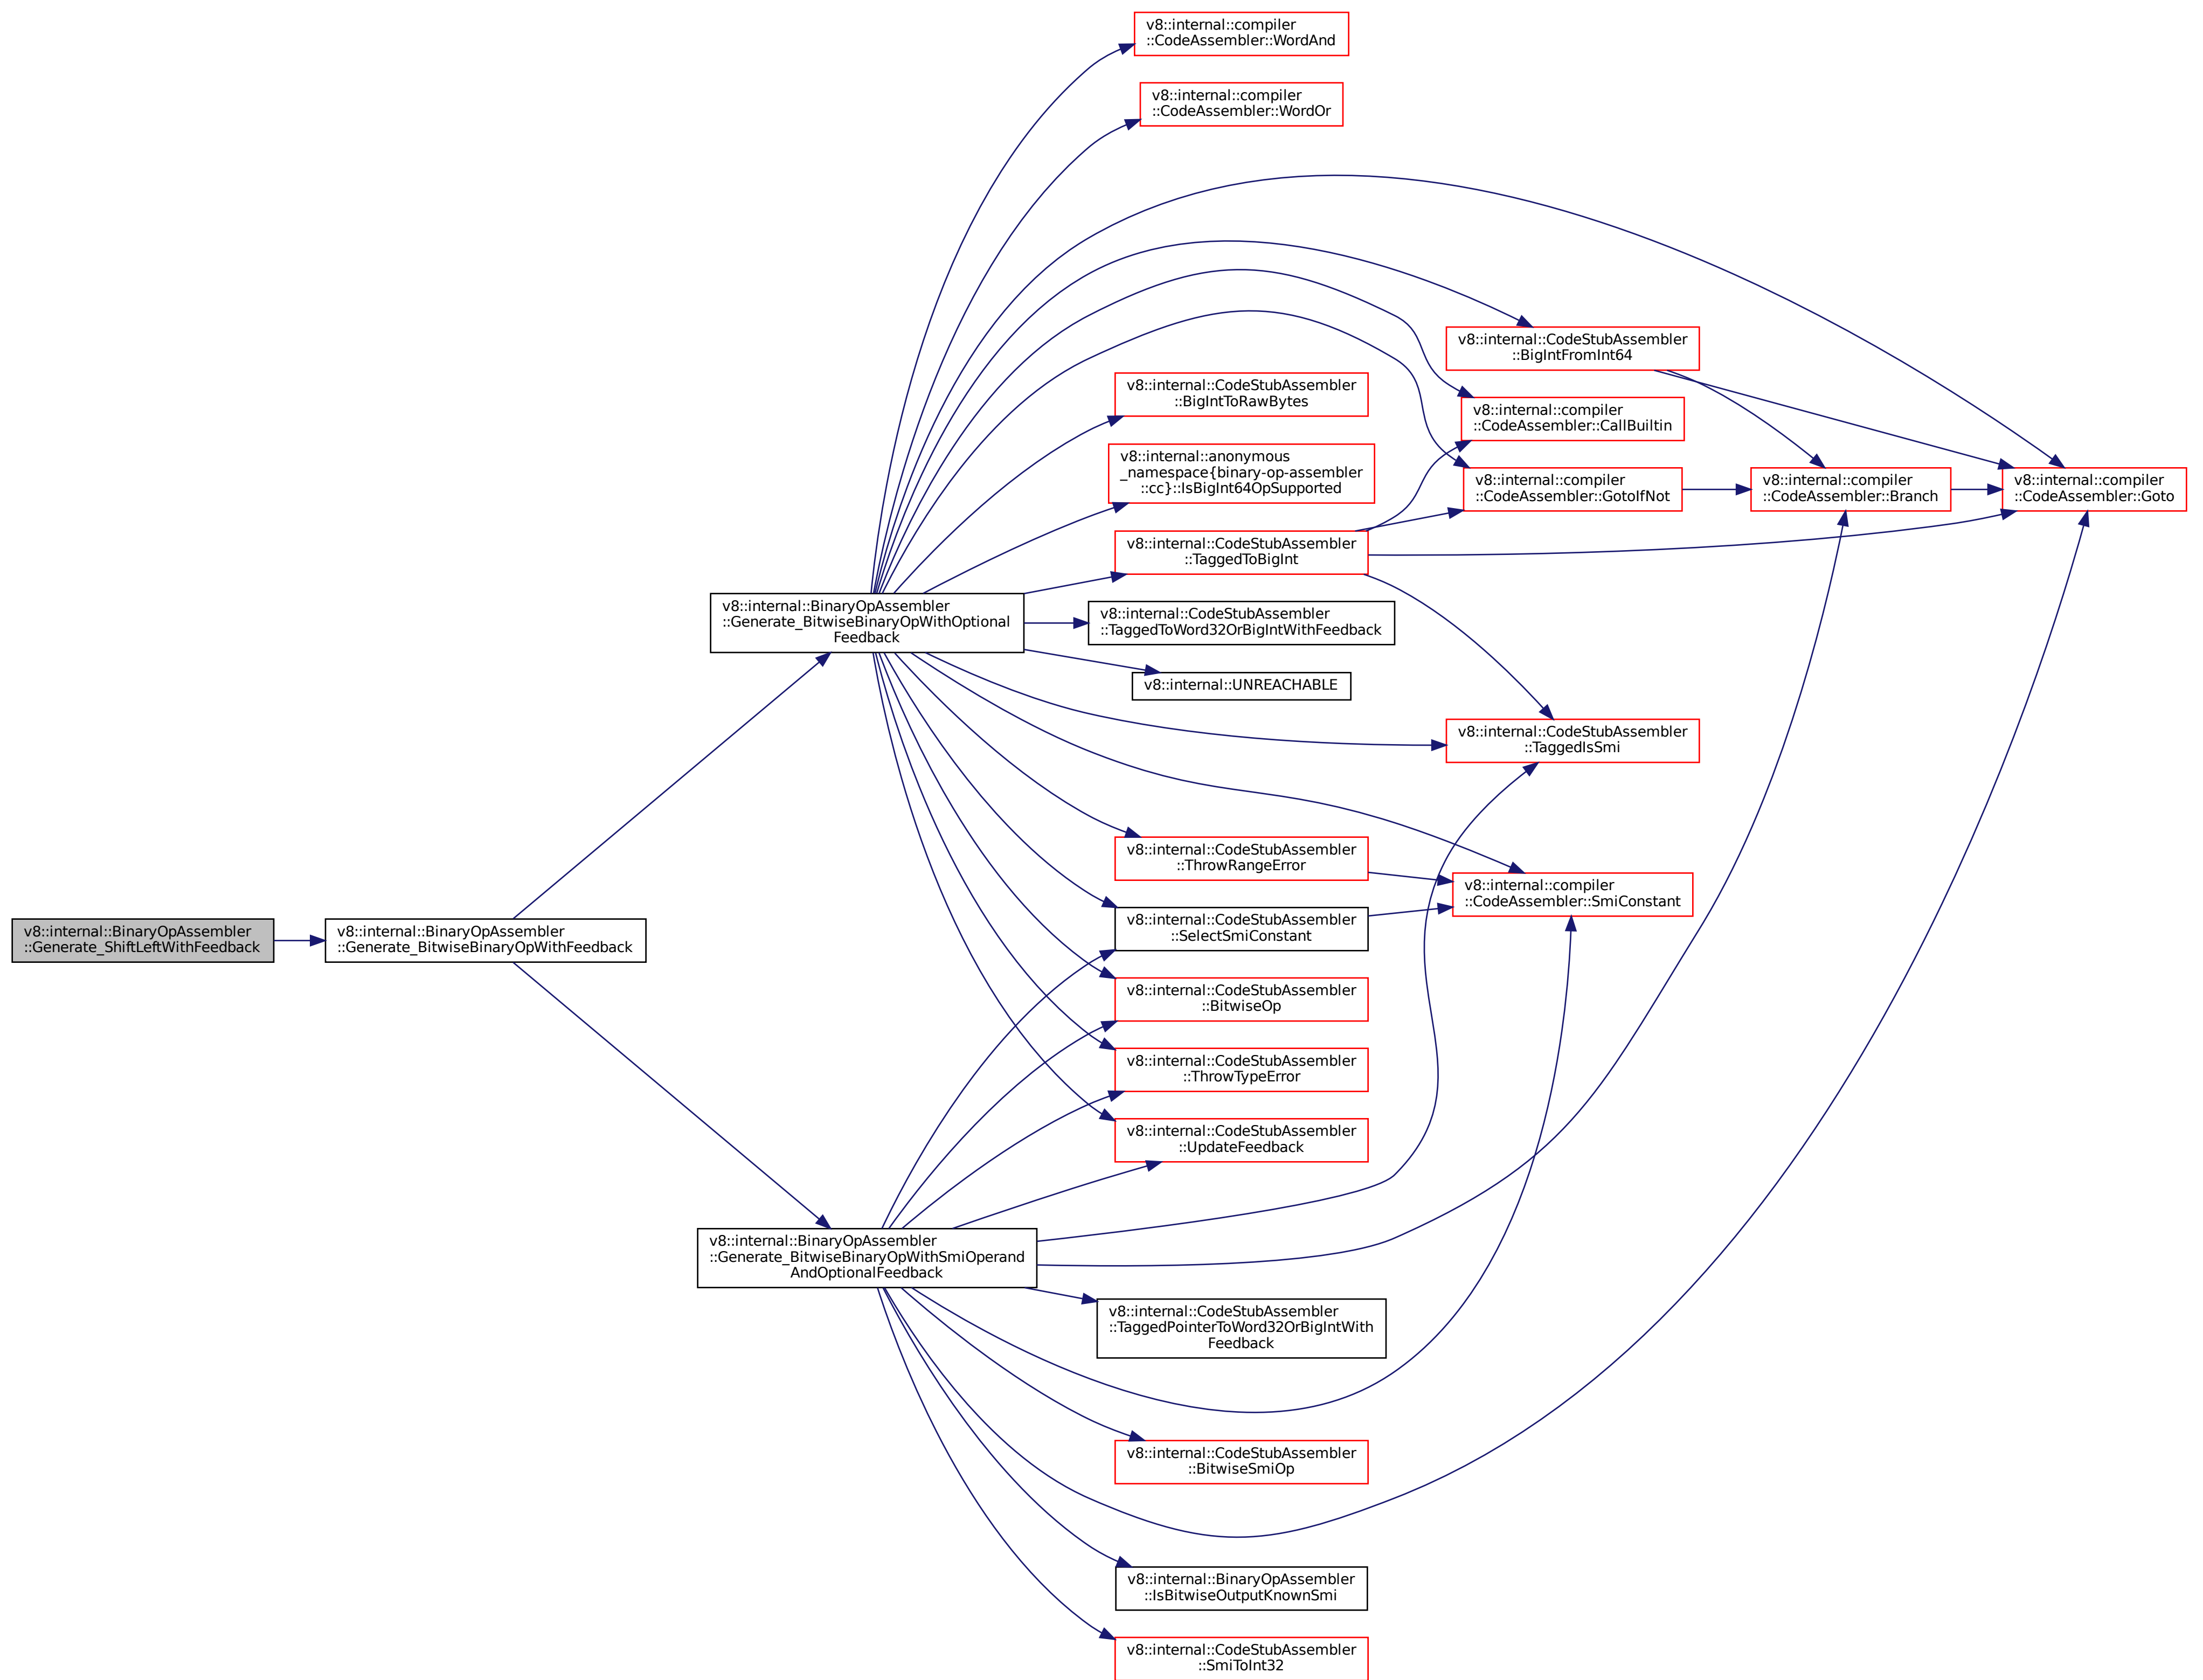 v8::internal::compiler
::CodeAssembler::WordAnd
v8::internal::compiler
::CodeAssembler::WordOr
v8::internal::CodeStubAssembler
::BigIntFromInt64
v8::internal::CodeStubAssembler
::BigIntToRawBytes
v8::internal::compiler
::CodeAssembler::CallBuiltin
v8::internal::anonymous
_namespace{binary-op-assembler
::cc}::IsBigInt64OpSupported
v8::internal::compiler
::CodeAssembler::GotoIfNot
v8::internal::compiler
::CodeAssembler::Branch
v8::internal::compiler
::CodeAssembler::Goto
v8::internal::CodeStubAssembler
::TaggedToBigInt
v8::internal::BinaryOpAssembler
::Generate_BitwiseBinaryOpWithOptional
Feedback
v8::internal::CodeStubAssembler
::TaggedToWord32OrBigIntWithFeedback
v8::internal::UNREACHABLE
v8::internal::CodeStubAssembler
::TaggedIsSmi
v8::internal::CodeStubAssembler
::ThrowRangeError
v8::internal::compiler
::CodeAssembler::SmiConstant
v8::internal::BinaryOpAssembler
::Generate_ShiftLeftWithFeedback
v8::internal::BinaryOpAssembler
::Generate_BitwiseBinaryOpWithFeedback
v8::internal::CodeStubAssembler
::SelectSmiConstant
v8::internal::CodeStubAssembler
::BitwiseOp
v8::internal::CodeStubAssembler
::ThrowTypeError
v8::internal::CodeStubAssembler
::UpdateFeedback
v8::internal::BinaryOpAssembler
::Generate_BitwiseBinaryOpWithSmiOperand
AndOptionalFeedback
v8::internal::CodeStubAssembler
::TaggedPointerToWord32OrBigIntWith
Feedback
v8::internal::CodeStubAssembler
::BitwiseSmiOp
v8::internal::BinaryOpAssembler
::IsBitwiseOutputKnownSmi
v8::internal::CodeStubAssembler
::SmiToInt32